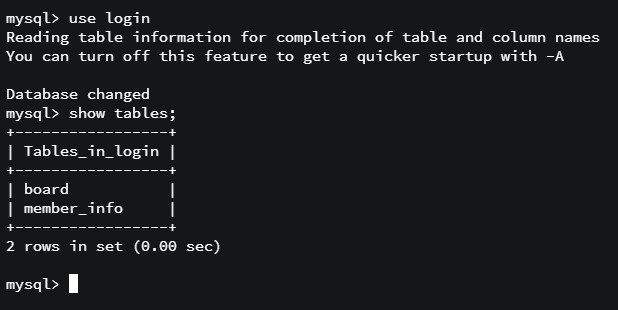 mysql> use login
Reading table information for completion of table and column names
You can turn off this feature to get a quicker startup with -A

Database changed
mysql> show tables;
+-----------------+
| Tables_in_login |
+-----------------+
| board           |
| member_info     |
+-----------------+
2 rows in set (0.00 sec)

mysql>